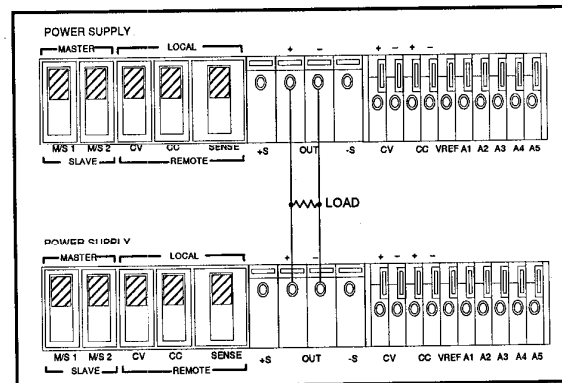 POWER SUPPLY
MASTER LOCAL
+ − + − + −
M/S 1 M/S 2 CV CC SENSE +S OUT -S CV CC VREF A1 A2 A3 A4 A5
SLAVE REMOTE
LOAD
POWER SUPPLY
MASTER LOCAL
+ − + − + −
M/S 1 M/S 2 CV CC SENSE +S OUT -S CV CC VREF A1 A2 A3 A4 A5
SLAVE REMOTE